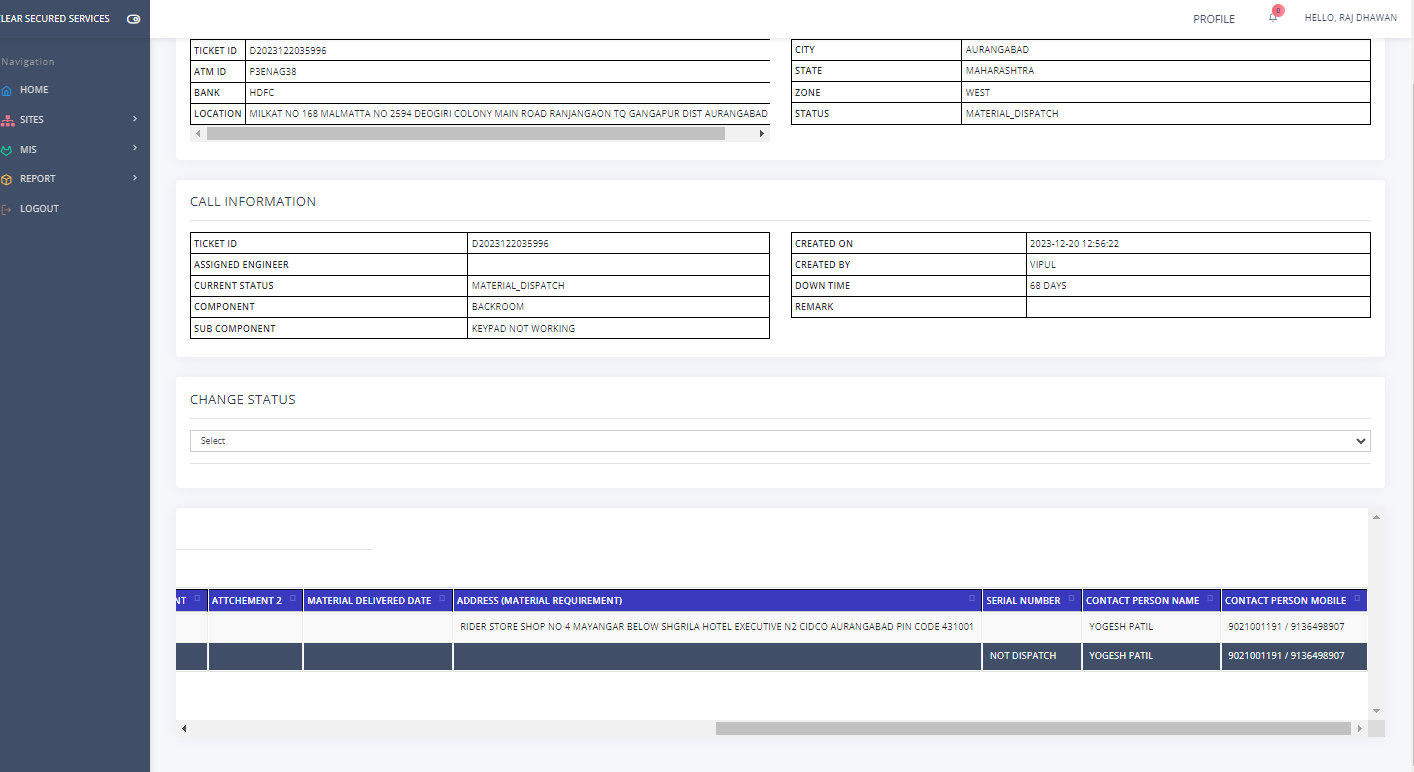 LEAR SECURED SERVICES
PROFILE
0
HELLO, RAJ DHAWAN
Navigation
HOME
SITES
MIS
REPORT
LOGOUT
TICKET ID D2023122035996
ATM ID P3ENAG38
BANK HDFC
LOCATION MILKAT NO 168 MALMATTA NO 2594 DEOGIRI COLONY MAIN ROAD RANJANGAON TQ GANGAPUR DIST AURANGABAD
CITY AURANGABAD
STATE MAHARASHTRA
ZONE WEST
STATUS MATERIAL_DISPATCH
CALL INFORMATION
TICKET ID D2023122035996
ASSIGNED ENGINEER
CURRENT STATUS MATERIAL_DISPATCH
COMPONENT BACKROOM
SUB COMPONENT KEYPAD NOT WORKING
CREATED ON 2023-12-20 12:56:22
CREATED BY VIPUL
DOWN TIME 68 DAYS
REMARK
CHANGE STATUS
Select
NT ATTCHEMENT 2 MATERIAL DELIVERED DATE ADDRESS (MATERIAL REQUIREMENT) SERIAL NUMBER CONTACT PERSON NAME CONTACT PERSON MOBILE
RIDER STORE SHOP NO 4 MAYANGAR BELOW SHGRILA HOTEL EXECUTIVE N2 CIDCO AURANGABAD PIN CODE 431001 YOGESH PATIL 9021001191 / 9136498907
NOT DISPATCH YOGESH PATIL 9021001191 / 9136498907